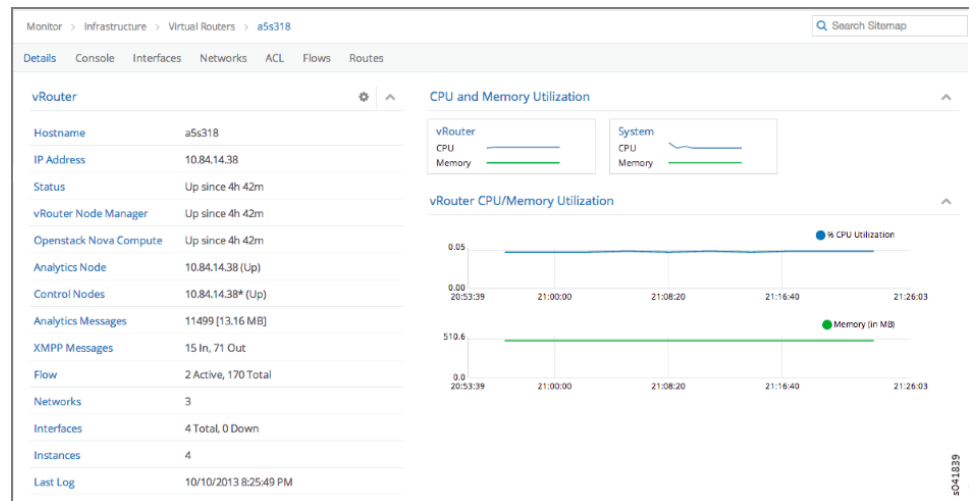 Monitor > Infrastructure > Virtual Routers > a5s318
Search Sitemap
Details Console Interfaces Networks ACL Flows Routes
vRouter
Hostname a5s318
IP Address 10.84.14.38
Status Up since 4h 42m
vRouter Node Manager Up since 4h 42m
Openstack Nova Compute Up since 4h 42m
Analytics Node 10.84.14.38 (Up)
Control Nodes 10.84.14.38* (Up)
Analytics Messages 11499 [13.16 MB]
XMPP Messages 15 In, 71 Out
Flow 2 Active, 170 Total
Networks 3
Interfaces 4 Total, 0 Down
Instances 4
Last Log 10/10/2013 8:25:49 PM
CPU and Memory Utilization
vRouter
CPU
Memory
System
CPU
Memory
vRouter CPU/Memory Utilization
% CPU Utilization
0.05
0.00
20:53:39 21:00:00 21:08:20 21:16:40 21:26:03
Memory (in MB)
510.6
0.0
20:53:39 21:00:00 21:08:20 21:16:40 21:26:03
s041839